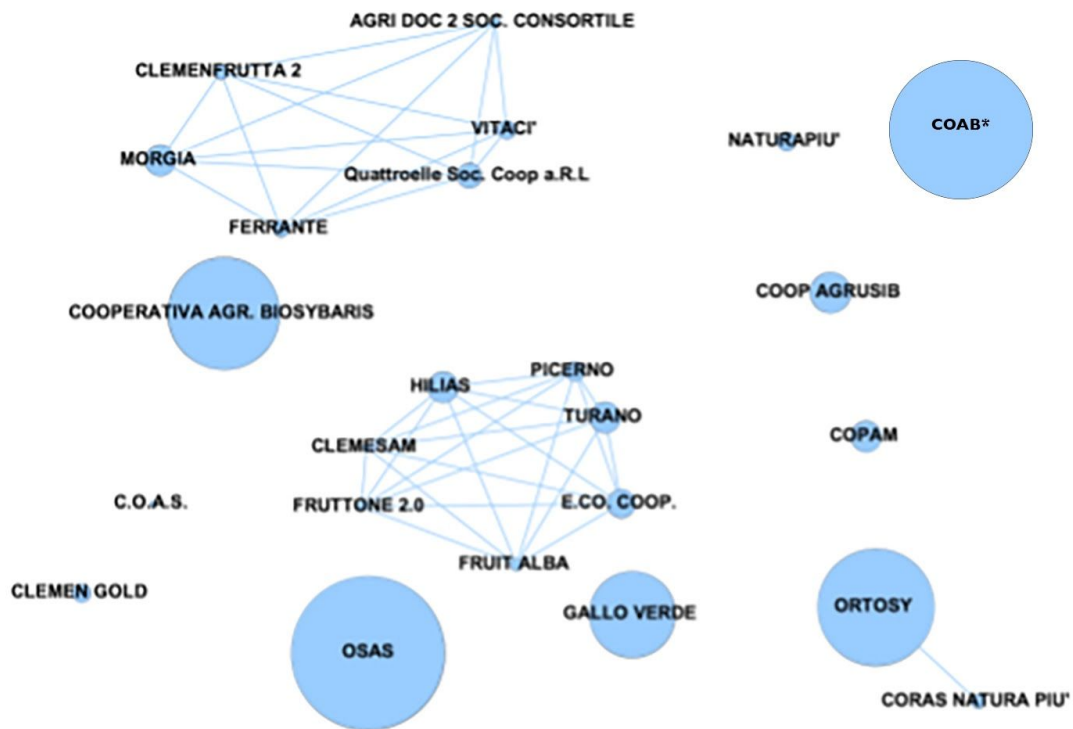 AGRI DOC 2 SOC. CONSORTILE
CLEMENFRUTTA 2
COAB*
VITACI'
NATURAPIU'
MORGIA
Quattroelle Soc. Coop a.R.L
FERRANTE
COOP AGRUSIB
COOPERATIVA AGR. BIOSYBARIS
PICERNO
HILIAS
TURANO
COPAM
CLEMESAM
C.O.A.S.
FRUTTONE 2.0
E.CO. COOP.
FRUIT ALBA
CLEMEN GOLD
GALLO VERDE
ORTOSY
OSAS
CORAS NATURA PIU'